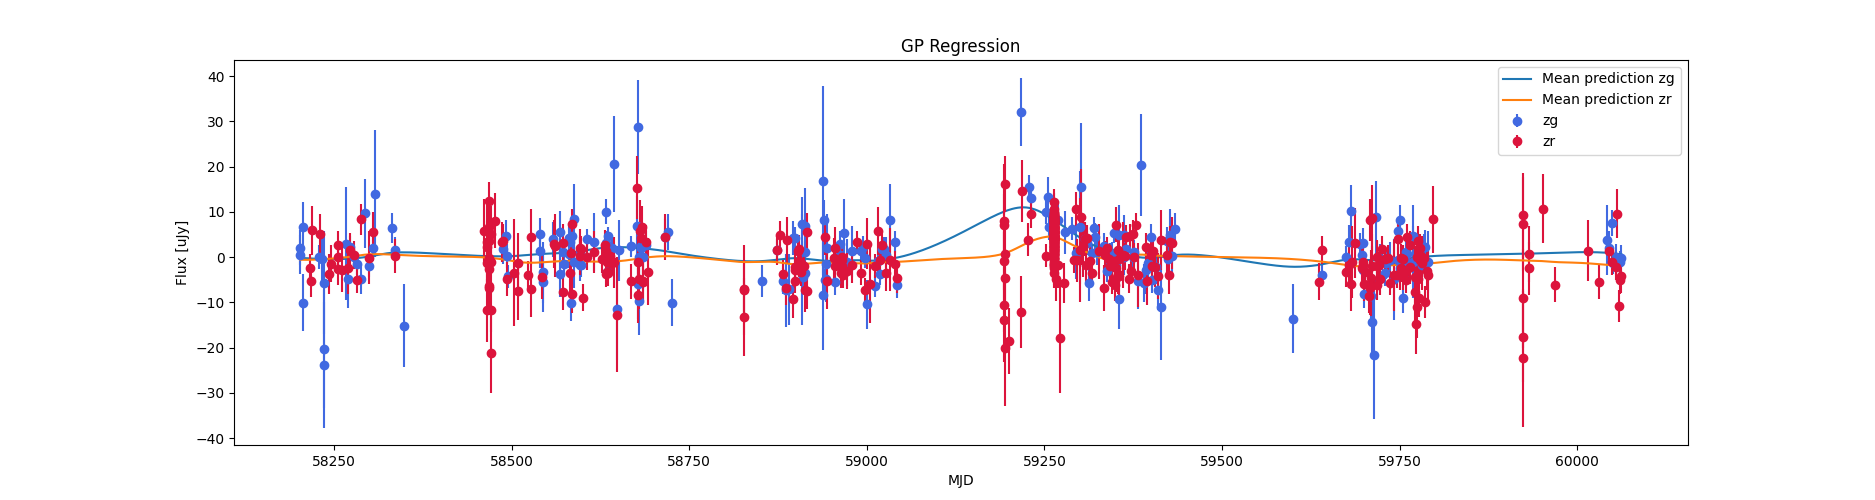 GP Regression
Flux [uJy]
40
30
20
10
0
−10
−20
−30
−40
Mean prediction zg
Mean prediction zr
zg
zr
58250 58500 58750 59000 59250 59500 59750 60000
MJD